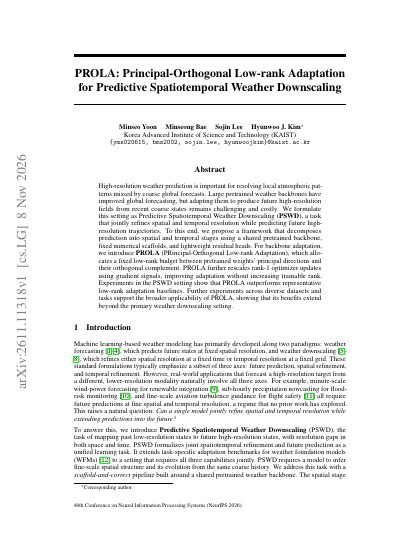 arXiv:2611.11318v1 [cs.LG] 8 Nov 2026
PROLA: Principal-Orthogonal Low-rank Adaptation
for Predictive Spatiotemporal Weather Downscaling
Minseo Yoon Minseong Bae Sojin Lee Hyunwoo J. Kim*
Korea Advanced Institute of Science and Technology (KAIST)
{yms020615, bms2002, sojin.lee, hyunwoojkim}@kaist.ac.kr
Abstract
High-resolution weather prediction is important for resolving local atmospheric pat-
terns missed by coarse global forecasts. Large pretrained weather backbones have
improved global forecasting, but adapting them to produce future high-resolution
fields from recent coarse states remains challenging and costly. We formulate
this setting as Predictive Spatiotemporal Weather Downscaling (PSWD), a task
that jointly refines spatial and temporal resolution while predicting future high-
resolution trajectories. To this end, we propose a framework that decomposes
prediction into spatial and temporal stages using a shared pretrained backbone,
fixed numerical scaffolds, and lightweight residual heads. For backbone adaptation,
we introduce PROLA (PRincipal-Orthogonal Low-rank Adaptation), which allo-
cates a fixed low-rank budget between pretrained weights' principal directions and
their orthogonal complement. PROLA further rescales rank-1 optimizer updates
using gradient signals, improving adaptation without increasing trainable rank.
Experiments in the PSWD setting show that PROLA outperforms representative
low-rank adaptation baselines. Further experiments across diverse datasets and
tasks support the broader applicability of PROLA, showing that its benefits extend
beyond the primary weather downscaling setting.
1 Introduction
Machine learning-based weather modeling has primarily developed along two paradigms: weather
forecasting [1-4], which predicts future states at fixed spatial resolution, and weather downscaling [5-
8], which refines either spatial resolution at a fixed time or temporal resolution at a fixed grid. These
standard formulations typically emphasize a subset of three axes: future prediction, spatial refinement,
and temporal refinement. However, real-world applications that forecast a high-resolution target from
a different, lower-resolution modality naturally involve all three axes. For example, minute-scale
wind-power forecasting for renewable integration [9], sub-hourly precipitation nowcasting for flood-
risk monitoring [10], and fine-scale aviation turbulence guidance for flight safety [11] all require
future predictions at fine spatial and temporal resolution, a regime that no prior work has explored.
This raises a natural question: Can a single model jointly refine spatial and temporal resolution while
extending predictions into the future?
To answer this, we introduce Predictive Spatiotemporal Weather Downscaling (PSWD), the
task of mapping past low-resolution states to future high-resolution states, with resolution gaps in
both space and time. PSWD formalizes joint spatiotemporal refinement and future prediction as a
unified learning task. It extends task-specific adaptation benchmarks for weather foundation models
(WFMs) [12] to a setting that requires all three capabilities jointly. PSWD requires a model to infer
fine-scale spatial structure and its evolution from the same coarse history. We address this task with a
scaffold-and-correct pipeline built around a shared pretrained weather backbone. The spatial stage
*Corresponding author.
40th Conference on Neural Information Processing Systems (NeurIPS 2026)